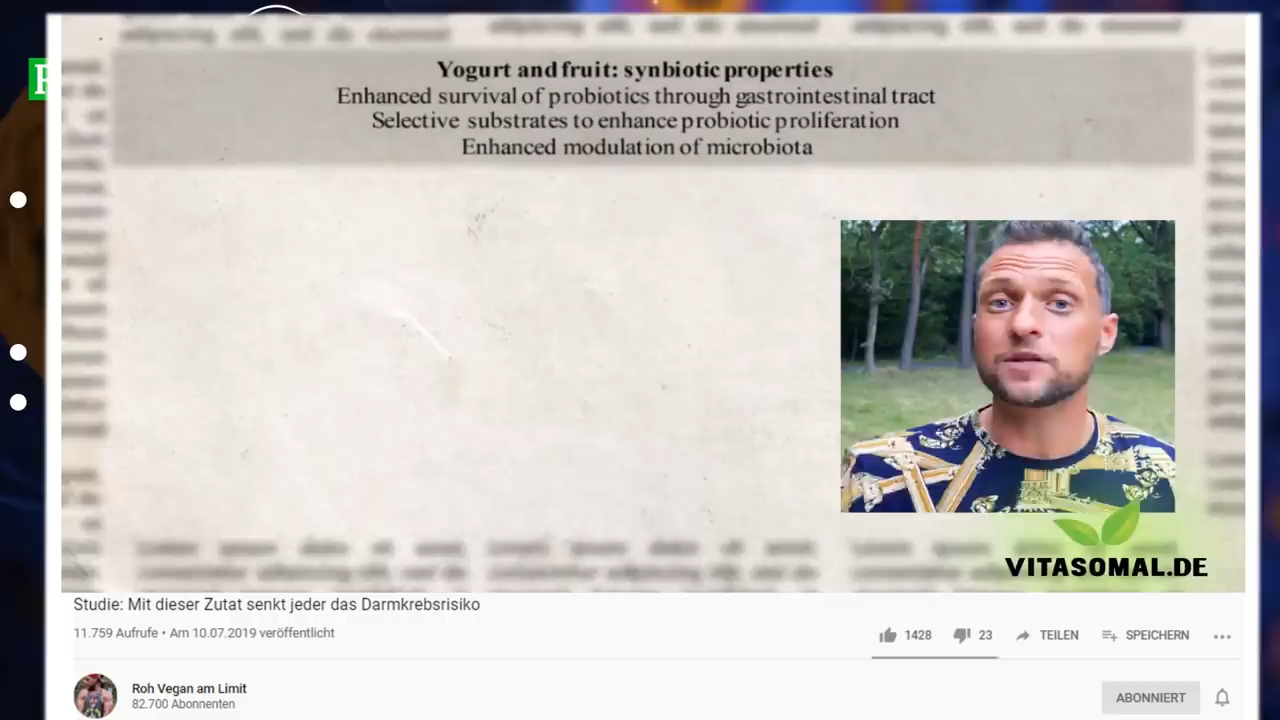 Yogurt and fruit: synbiotic properties
Enhanced survival of probiotics through gastrointestinal tract
Selective substrates to enhance probiotic proliferation
Enhanced modulation of microbiota
VITASOMAL.DE
Studie: Mit dieser Zutat senkt jeder das Darmkrebsrisiko
11.759 Aufrufe • Am 10.07.2019 veröffentlicht
1428 23 TEILEN SPEICHERN
Roh Vegan am Limit
82.700 Abonnenten
ABONNIERT